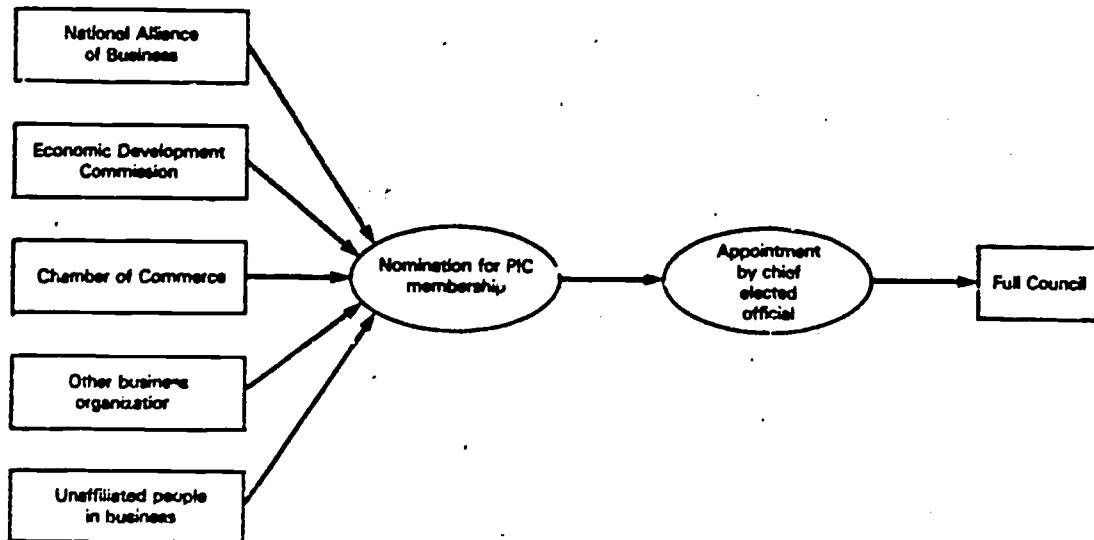 National Alliance
of Business
Economic Development
Commission
Chamber of Commerce
Other business
organization
Unaffiliated people
in business
Nomination for PIC
membership
Appointment
by chief
elected
official
Full Council